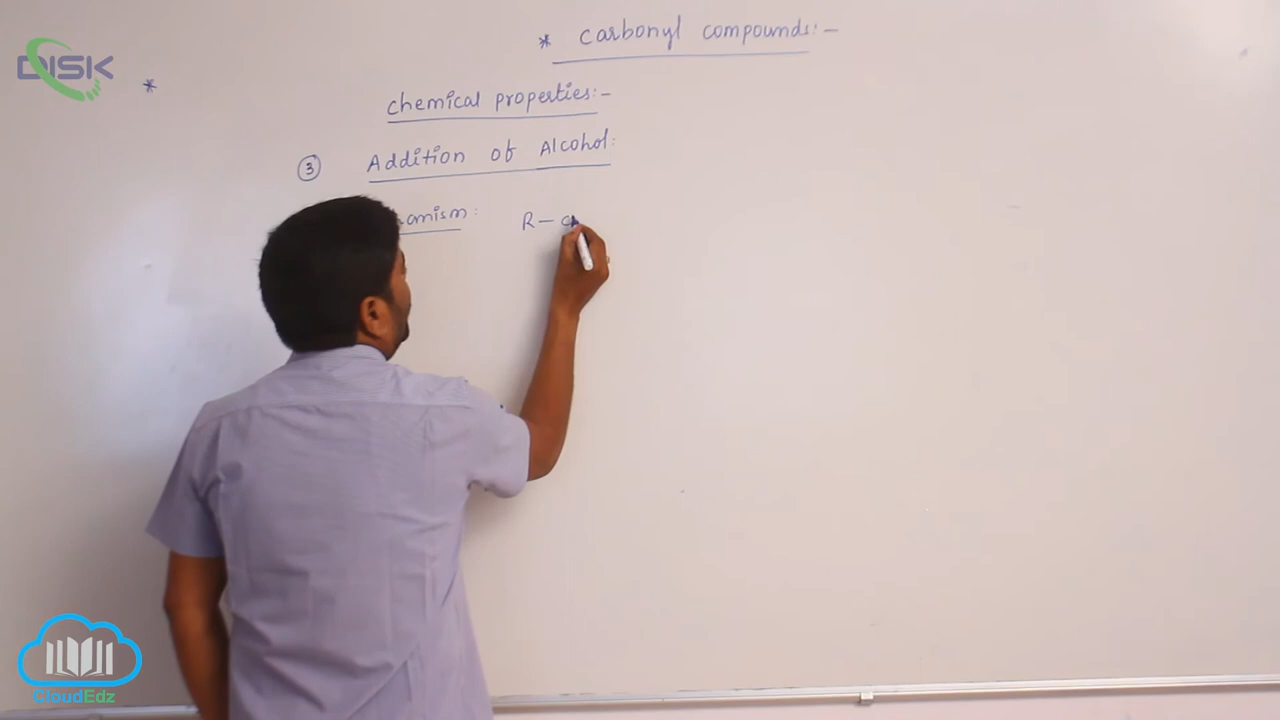 DISK
* Carbonyl compounds:-
*
chemical properties:-
③ Addition of Alcohol:
R-
CloudEdz